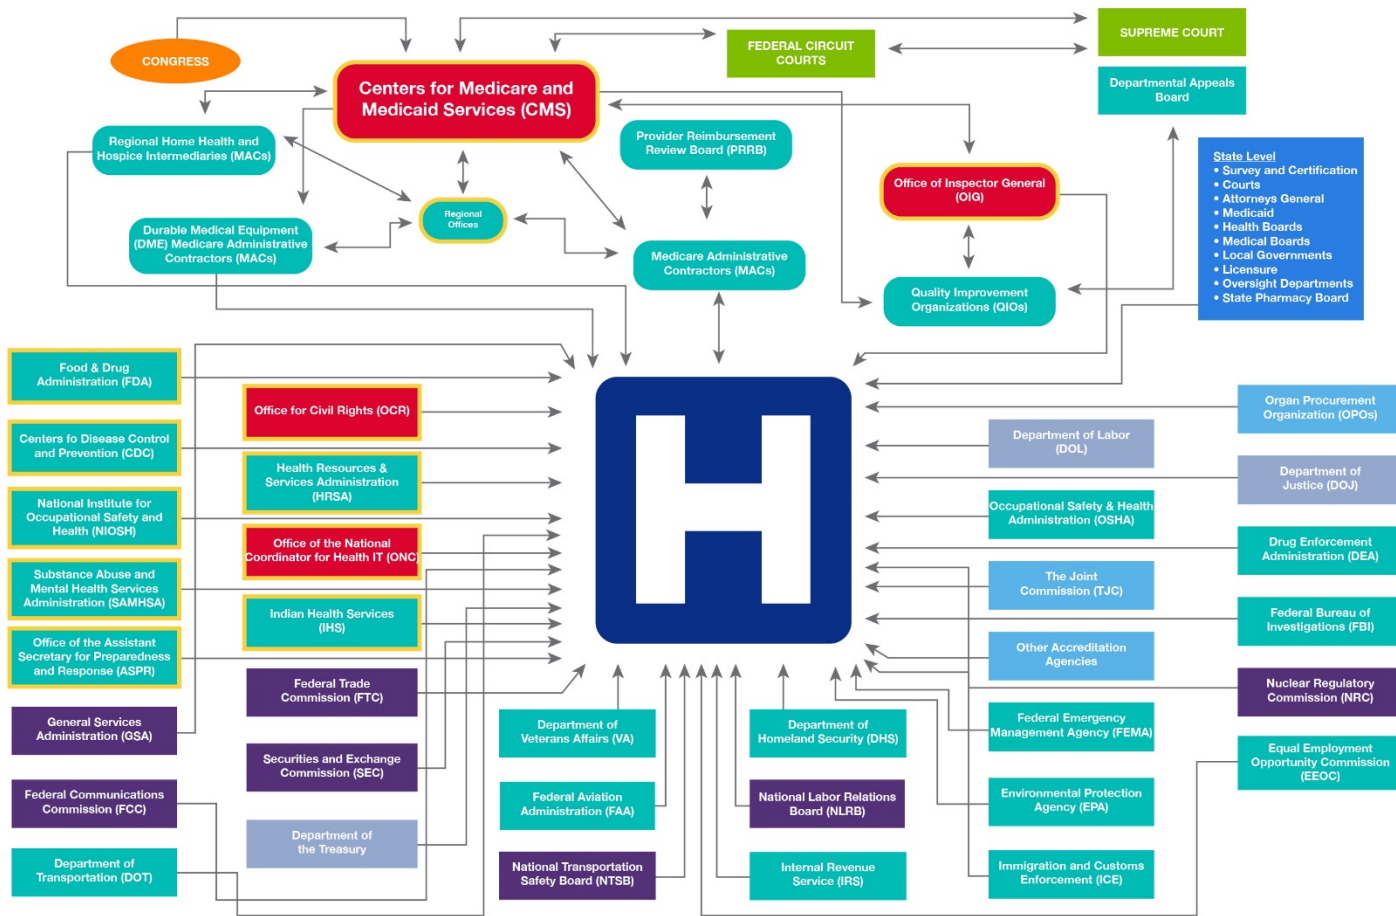 CONGRESS
Centers for Medicare and
Medicaid Services (CMS)
FEDERAL CIRCUIT
COURTS
SUPREME COURT
Departmental Appeals
Board
Regional Home Health and
Hospice Intermediaries (MACs)
Provider Reimbursement
Review Board (PRRB)
Office of Inspector General
(OIG)
State Level
• Survey and Certification
• Courts
• Attorneys General
• Medicaid
• Health Boards
• Medical Boards
• Local Governments
• Licensure
• Oversight Departments
• State Pharmacy Board
Regional
Offices
Durable Medical Equipment
(DME) Medicare Administrative
Contractors (MACs)
Medicare Administrative
Contractors (MACs)
Quality Improvement
Organizations (QIOs)
Food & Drug
Administration (FDA)
Centers fo Disease Control
and Prevention (CDC)
National Institute for
Occupational Safety and
Health (NIOSH)
Substance Abuse and
Mental Health Services
Administration (SAMHSA)
Office of the Assistant
Secretary for Preparedness
and Response (ASPR)
General Services
Administration (GSA)
Federal Communications
Commission (FCC)
Department of
Transportation (DOT)
Office for Civil Rights (OCR)
Health Resources &
Services Administration
(HRSA)
Office of the National
Coordinator for Health IT (ONC)
Indian Health Services
(IHS)
Federal Trade
Commission (FTC)
Securities and Exchange
Commission (SEC)
Department of
the Treasury
H
Department of
Veterans Affairs (VA)
Federal Aviation
Administration (FAA)
National Transportation
Safety Board (NTSB)
Department of
Homeland Security (DHS)
National Labor Relations
Board (NLRB)
Internal Revenue
Service (IRS)
Department of Labor
(DOL)
Occupational Safety & Health
Administration (OSHA)
The Joint
Commission (TJC)
Other Accreditation
Agencies
Federal Emergency
Management Agency (FEMA)
Environmental Protection
Agency (EPA)
Immigration and Customs
Enforcement (ICE)
Organ Procurement
Organization (OPOs)
Department of
Justice (DOJ)
Drug Enforcement
Administration (DEA)
Federal Bureau of
Investigations (FBI)
Nuclear Regulatory
Commission (NRC)
Equal Employment
Opportunity Commission
(EEOC)